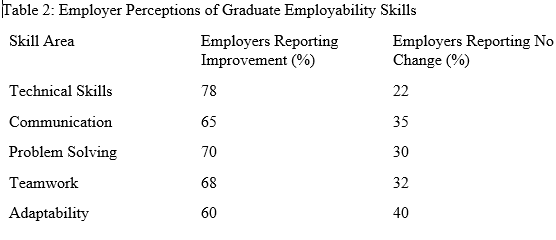 Table 2: Employer Perceptions of Graduate Employability Skills
Skill Area Employers Reporting Improvement (%) Employers Reporting No Change (%)
Technical Skills 78 22
Communication 65 35
Problem Solving 70 30
Teamwork 68 32
Adaptability 60 40